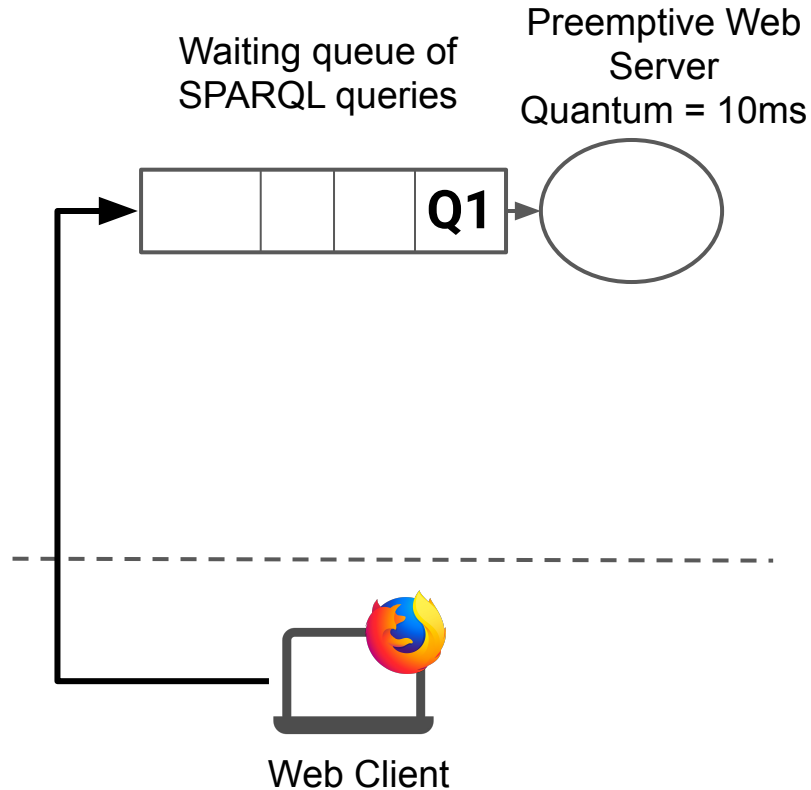 Waiting queue of
SPARQL queries
Preemptive Web
Server
Quantum = 10ms
Q1
Web Client